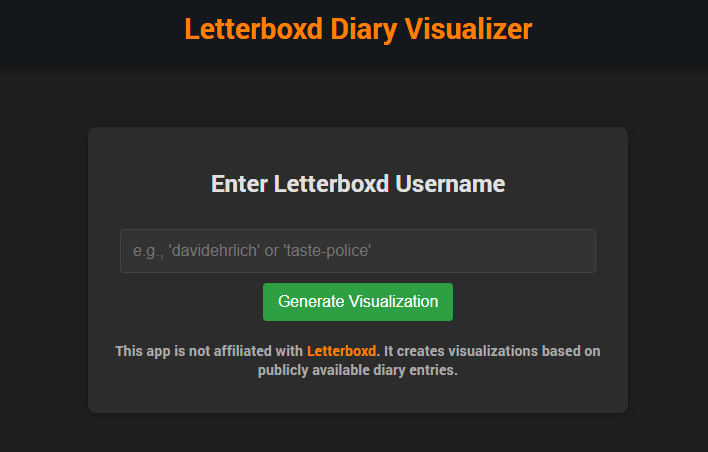 Letterboxd Diary Visualizer
Enter Letterboxd Username
e.g., 'davidehrlich' or 'taste-police'
Generate Visualization
This app is not affiliated with Letterboxd. It creates visualizations based on
publicly available diary entries.